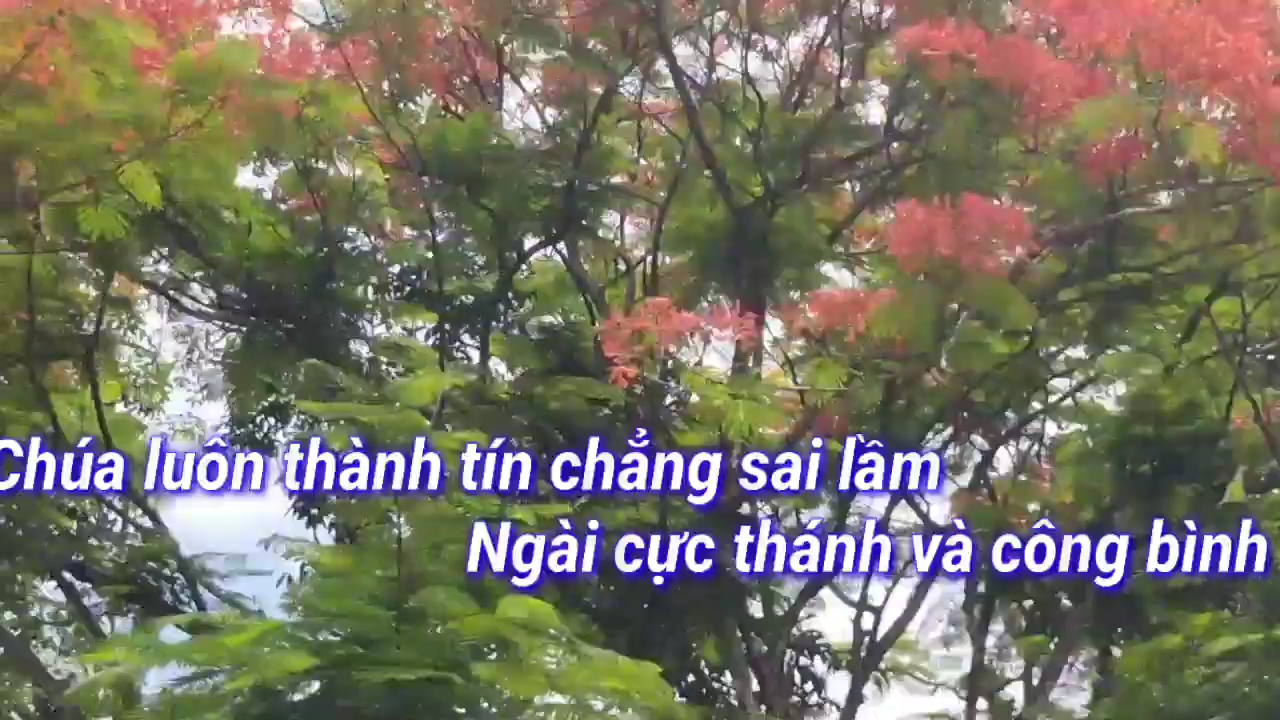 Chúa luôn thành tín chẳng sai lầm
Ngài cực thánh và công bình